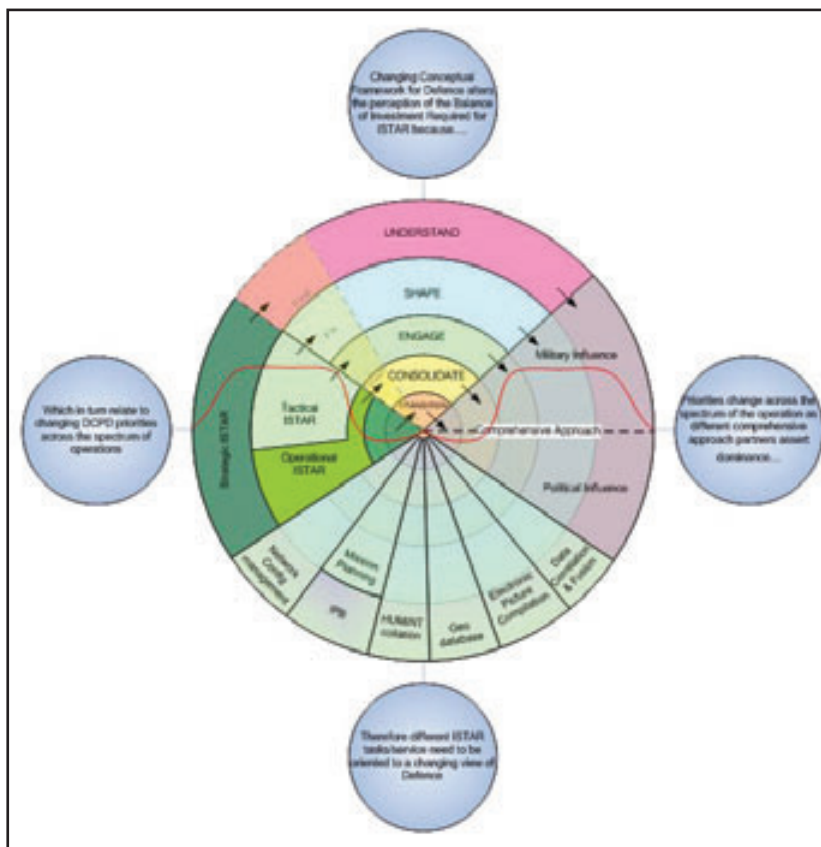 Changing Conceptual
Framework for Defence alters
the perception of the Balance
of Investment Required for
ISTAR because....
UNDERSTAND
SHAPE
ENGAGE
CONSOLIDATE
Military Influence
Comprehensive Approach
Political Influence
Tactical
ISTAR
Operational
ISTAR
Strategic ISTAR
Which in turn relate to
changing DCPD priorities
across the spectrum of
operations
Priorities change across the
spectrum of the operation as
different comprehensive
approach partners assert
dominance...
Network
Config
management
Mission
Planning
IPB
HUMINT
collation
Geo
database
Electronic
Picture
Compilation
Data
Correlation
& Fusion
Therefore different ISTAR
tasks/service need to be
oriented to a changing view of
Defence